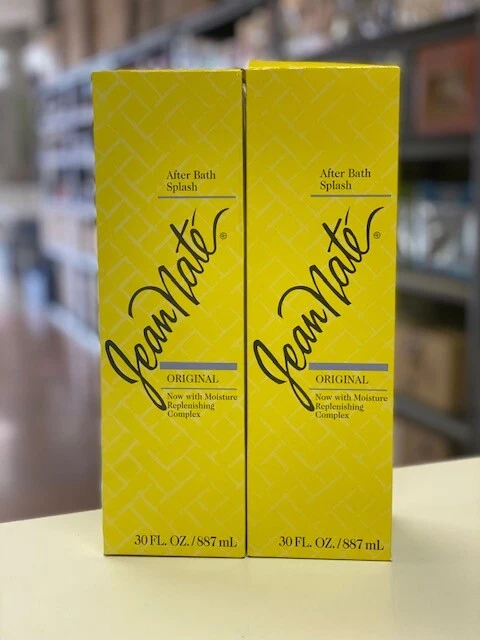 After Bath
Splash
Jean Naté®
ORIGINAL
Now with Moisture
Replenishing
Complex
30 FL. OZ./887 mL
After Bath
Splash
Jean Naté®
ORIGINAL
Now with Moisture
Replenishing
Complex
30 FL. OZ./887 mL